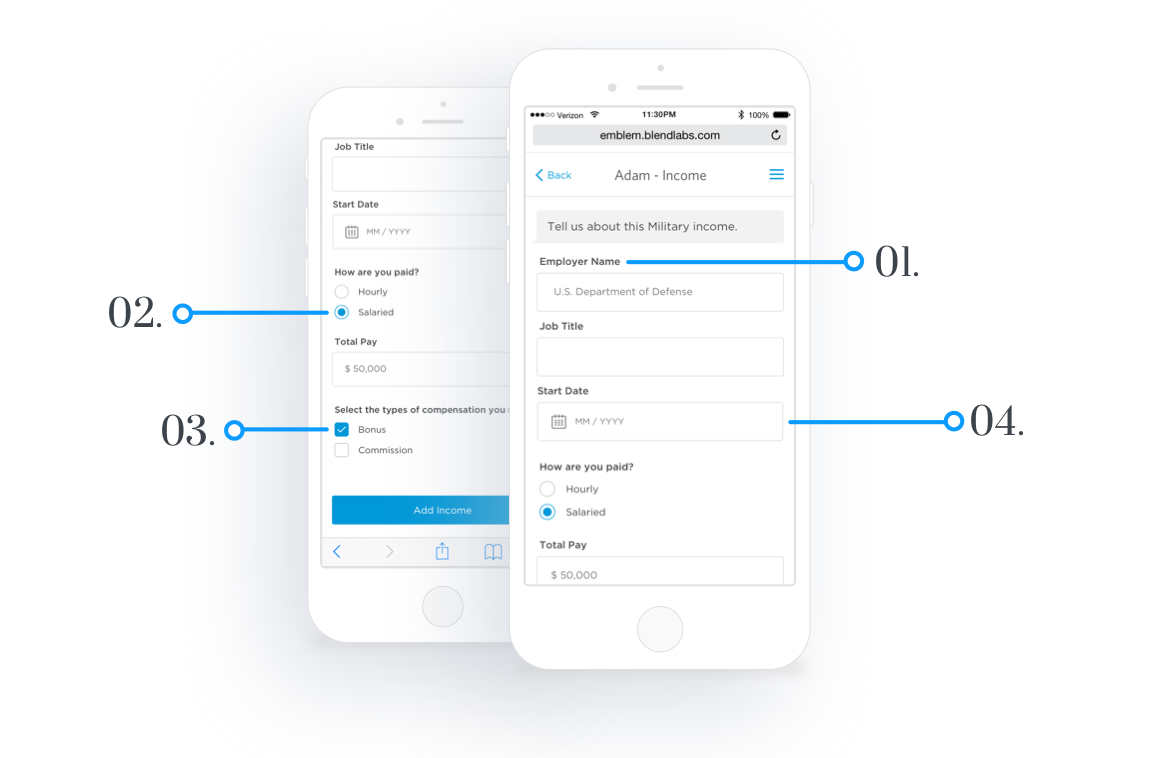 Job Title
Start Date
MM / YYYY
How are you paid?
Hourly
Salaried
Total Pay
$ 50,000
Select the types of compensation you
Bonus
Commission
Add Income
Verizon 11:30PM 100%
emblem.blendlabs.com
Back Adam - Income
Tell us about this Military income.
Employer Name
U.S. Department of Defense
Job Title
Start Date
MM / YYYY
How are you paid?
Hourly
Salaried
Total Pay
$ 50,000
01.
02.
03.
04.